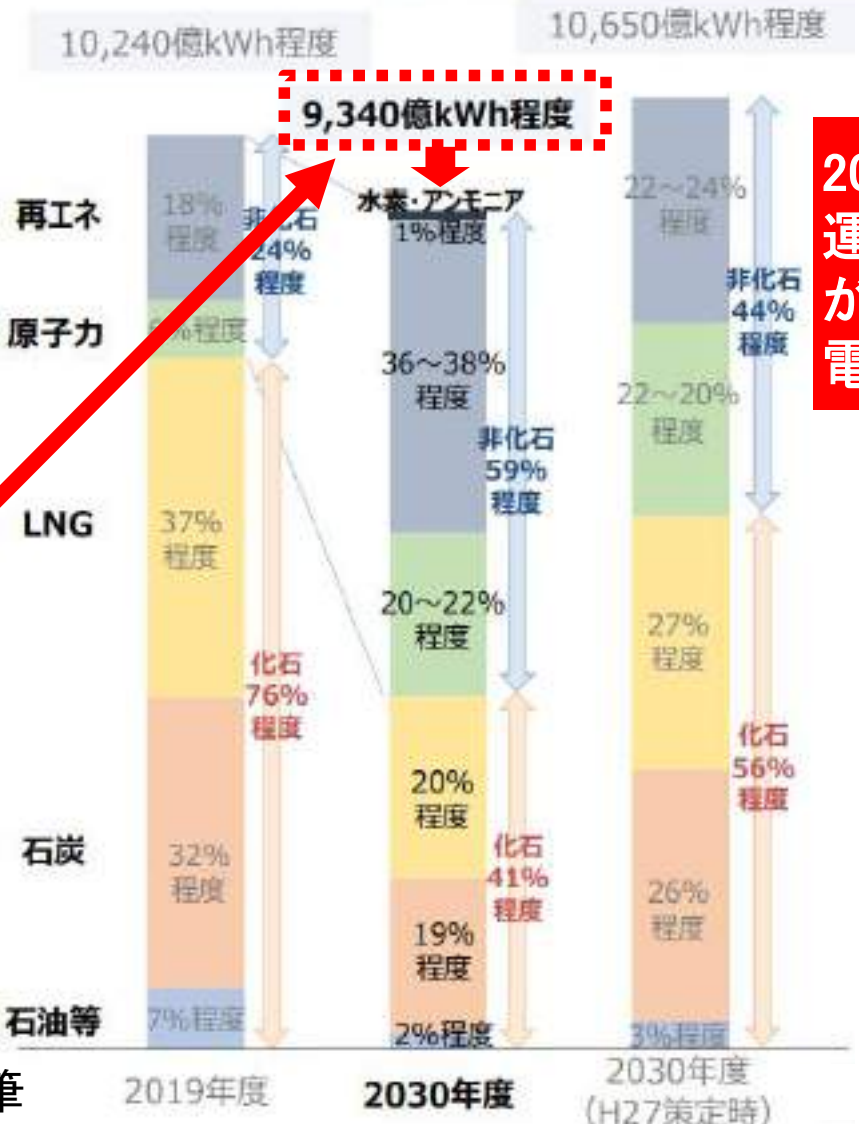 10,240億kWh程度
10,650億kWh程度
9,340億kWh程度
水素・アンモニア
1%程度
再エネ
18%
程度
非化石
24%
程度
36~38%
程度
22~24%
程度
非化石
44%
程度
20
運
が
電
原子力
%程度
非化石
59%
程度
22~20%
程度
LNG
37%
程度
20~22%
程度
27%
程度
化石
76%
程度
20%
程度
化石
56%
程度
石炭
32%
程度
化石
41%
程度
19%
程度
26%
程度
石油等
7%程度
2%程度
3%程度
筆
2019年度
2030年度
2030年度
(H27策定時)